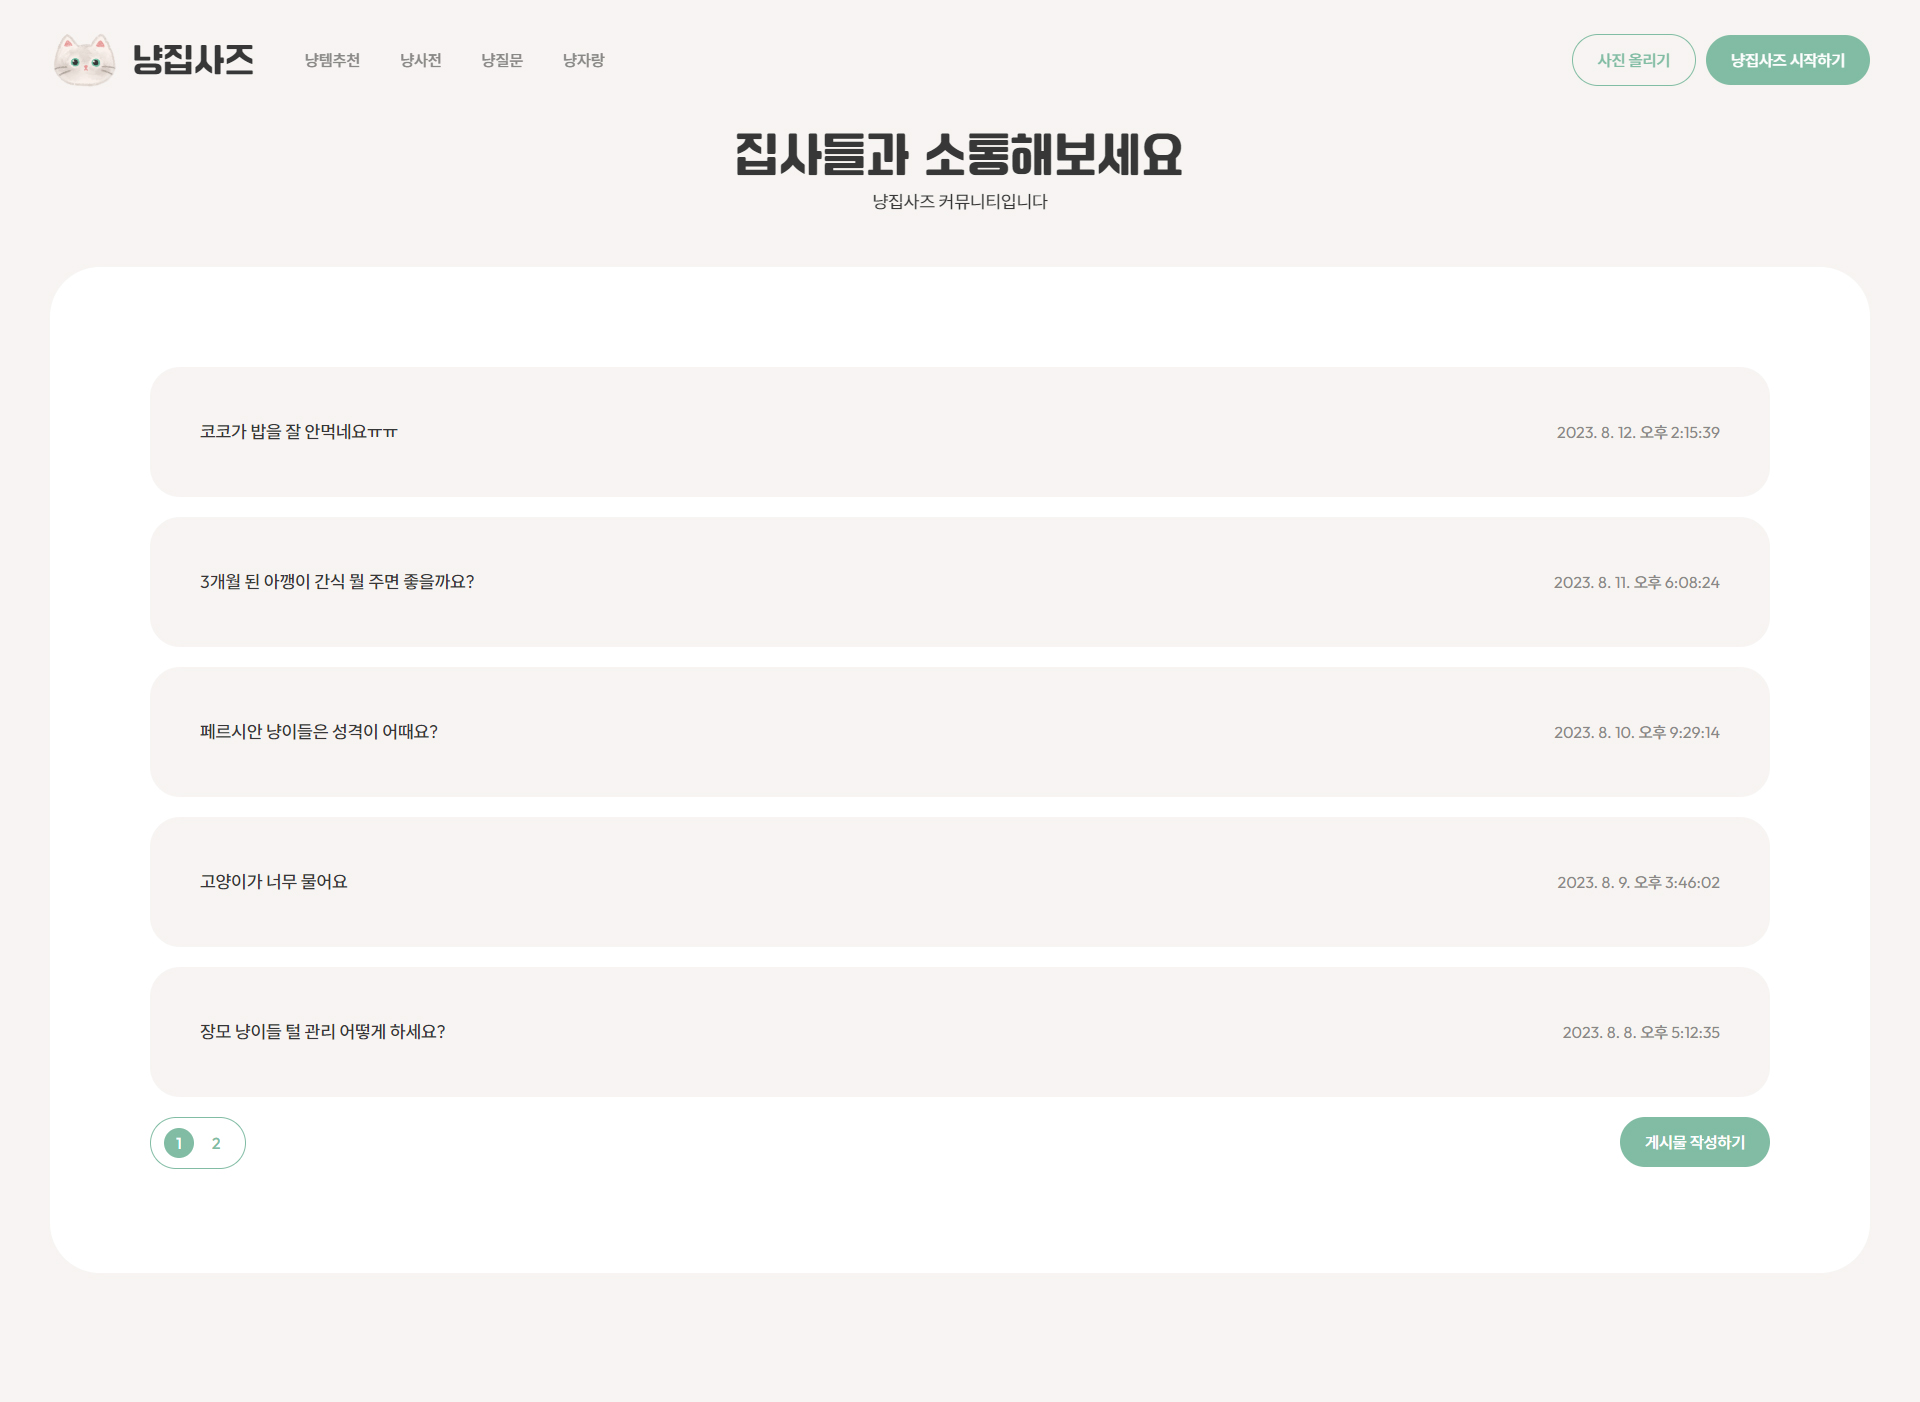 냥집사즈
냥템추천
냥사전
냥질문
냥자랑
사진 올리기
냥집사즈 시작하기
집사들과 소통해보세요
냥집사즈 커뮤니티입니다
코코가 밥을 잘 안먹네요ㅠㅠ
2023. 8. 12. 오후 2:15:39
3개월 된 아깽이 간식 뭘 주면 좋을까요?
2023. 8. 11. 오후 6:08:24
페르시안 냥이들은 성격이 어때요?
2023. 8. 10. 오후 9:29:14
고양이가 너무 물어요
2023. 8. 9. 오후 3:46:02
장모 냥이들 털 관리 어떻게 하세요?
2023. 8. 8. 오후 5:12:35
1 2
게시물 작성하기